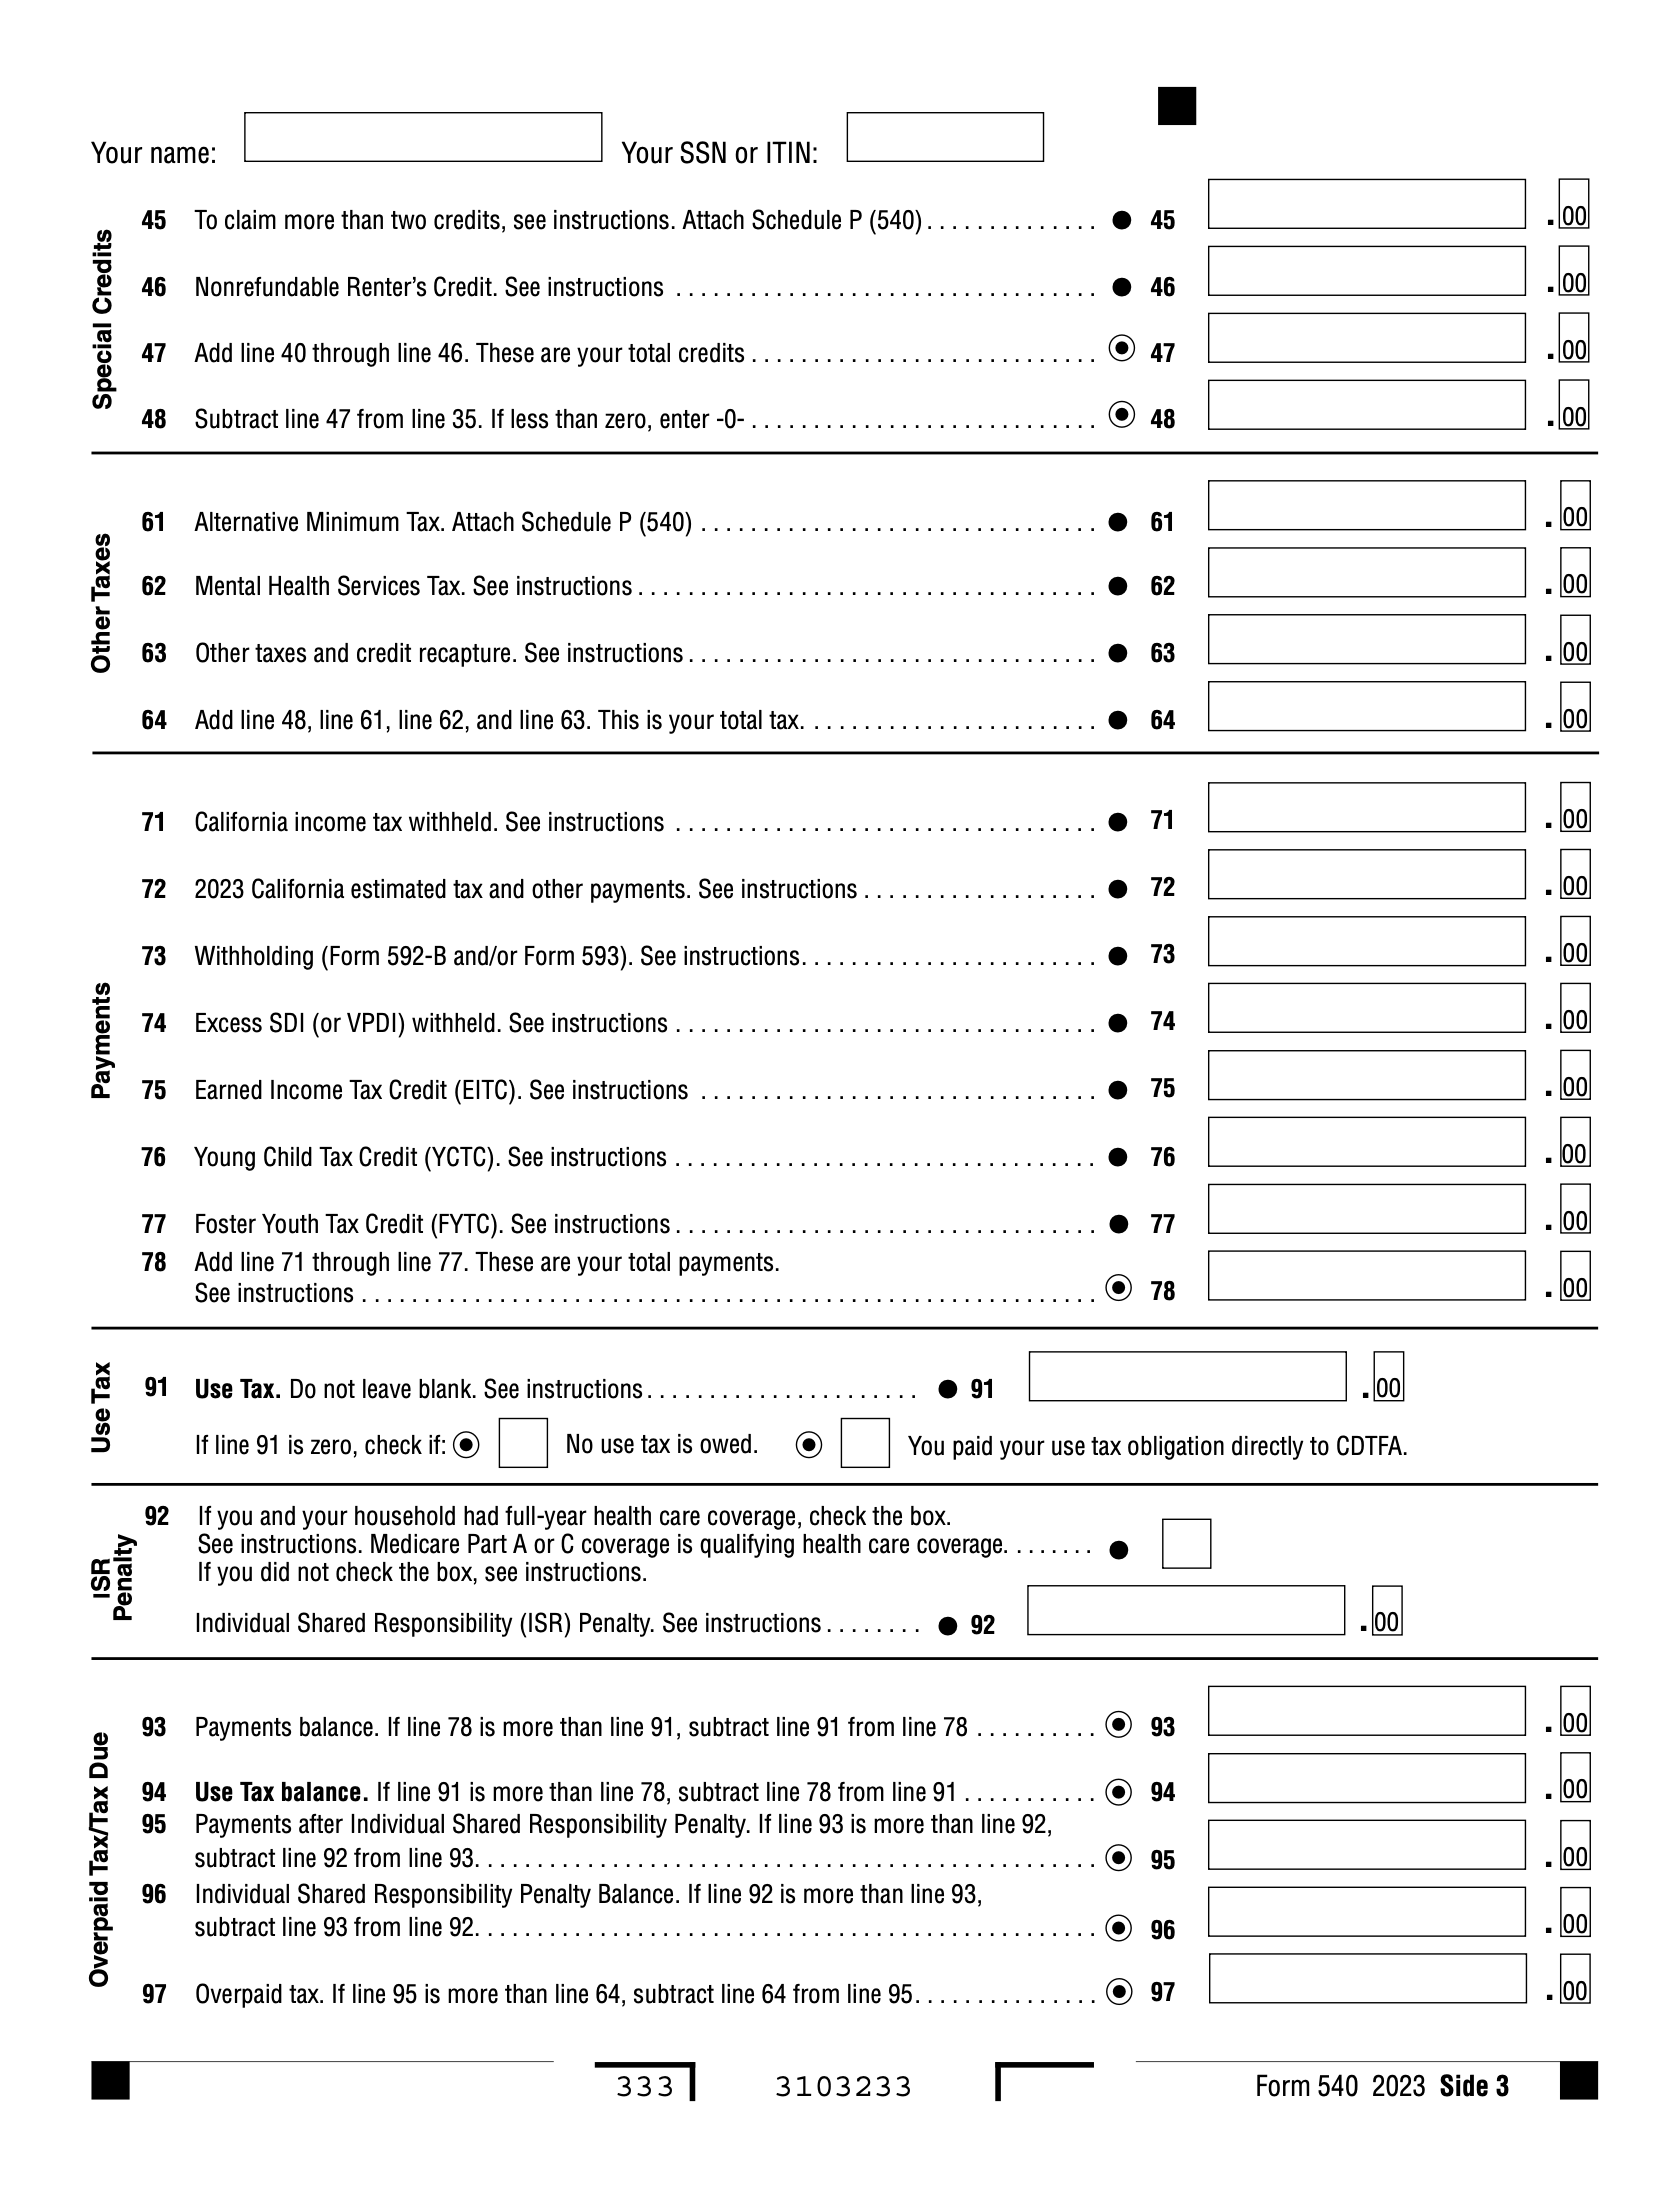 Your name: Your SSN or ITIN:
Special Credits
45 To claim more than two credits, see instructions. Attach Schedule P (540). . . . . . . . . . . . . . ● 45 .00
46 Nonrefundable Renter’s Credit. See instructions . . . . . . . . . . . . . . . . . . . . . . . . . . . . . . . . . . ● 46 .00
47 Add line 40 through line 46. These are your total credits . . . . . . . . . . . . . . . . . . . . . . . . . . . . 47 .00
48 Subtract line 47 from line 35. If less than zero, enter -0- . . . . . . . . . . . . . . . . . . . . . . . . . . . . 48 .00
Other Taxes
61 Alternative Minimum Tax. Attach Schedule P (540) . . . . . . . . . . . . . . . . . . . . . . . . . . . . . . . . ● 61 .00
62 Mental Health Services Tax. See instructions . . . . . . . . . . . . . . . . . . . . . . . . . . . . . . . . . . . . . ● 62 .00
63 Other taxes and credit recapture. See instructions . . . . . . . . . . . . . . . . . . . . . . . . . . . . . . . . . ● 63 .00
64 Add line 48, line 61, line 62, and line 63. This is your total tax. . . . . . . . . . . . . . . . . . . . . . . . ● 64 .00
Payments
71 California income tax withheld. See instructions . . . . . . . . . . . . . . . . . . . . . . . . . . . . . . . . . . ● 71 .00
72 2023 California estimated tax and other payments. See instructions . . . . . . . . . . . . . . . . . . . ● 72 .00
73 Withholding (Form 592-B and/or Form 593). See instructions. . . . . . . . . . . . . . . . . . . . . . . . ● 73 .00
74 Excess SDI (or VPDI) withheld. See instructions . . . . . . . . . . . . . . . . . . . . . . . . . . . . . . . . . . ● 74 .00
75 Earned Income Tax Credit (EITC). See instructions . . . . . . . . . . . . . . . . . . . . . . . . . . . . . . . . ● 75 .00
76 Young Child Tax Credit (YCTC). See instructions . . . . . . . . . . . . . . . . . . . . . . . . . . . . . . . . . . ● 76 .00
77 Foster Youth Tax Credit (FYTC). See instructions . . . . . . . . . . . . . . . . . . . . . . . . . . . . . . . . . . ● 77 .00
78 Add line 71 through line 77. These are your total payments.
See instructions . . . . . . . . . . . . . . . . . . . . . . . . . . . . . . . . . . . . . . . . . . . . . . . . . . . . . . . . . . . 78 .00
Use Tax
91 Use Tax. Do not leave blank. See instructions . . . . . . . . . . . . . . . . . . . . . . ● 91 .00
If line 91 is zero, check if: No use tax is owed. You paid your use tax obligation directly to CDTFA.
ISR
Penalty
92 If you and your household had full-year health care coverage, check the box.
See instructions. Medicare Part A or C coverage is qualifying health care coverage. . . . . . . . ●
If you did not check the box, see instructions.
Individual Shared Responsibility (ISR) Penalty. See instructions . . . . . . . . ● 92 .00
Overpaid Tax/Tax Due
93 Payments balance. If line 78 is more than line 91, subtract line 91 from line 78 . . . . . . . . . . 93 .00
94 Use Tax balance. If line 91 is more than line 78, subtract line 78 from line 91 . . . . . . . . . . . 94 .00
95 Payments after Individual Shared Responsibility Penalty. If line 93 is more than line 92,
subtract line 92 from line 93. . . . . . . . . . . . . . . . . . . . . . . . . . . . . . . . . . . . . . . . . . . . . . . . . . 95 .00
96 Individual Shared Responsibility Penalty Balance. If line 92 is more than line 93,
subtract line 93 from line 92. . . . . . . . . . . . . . . . . . . . . . . . . . . . . . . . . . . . . . . . . . . . . . . . . . 96 .00
97 Overpaid tax. If line 95 is more than line 64, subtract line 64 from line 95. . . . . . . . . . . . . . . 97 .00
333 3103233 Form 540 2023 Side 3